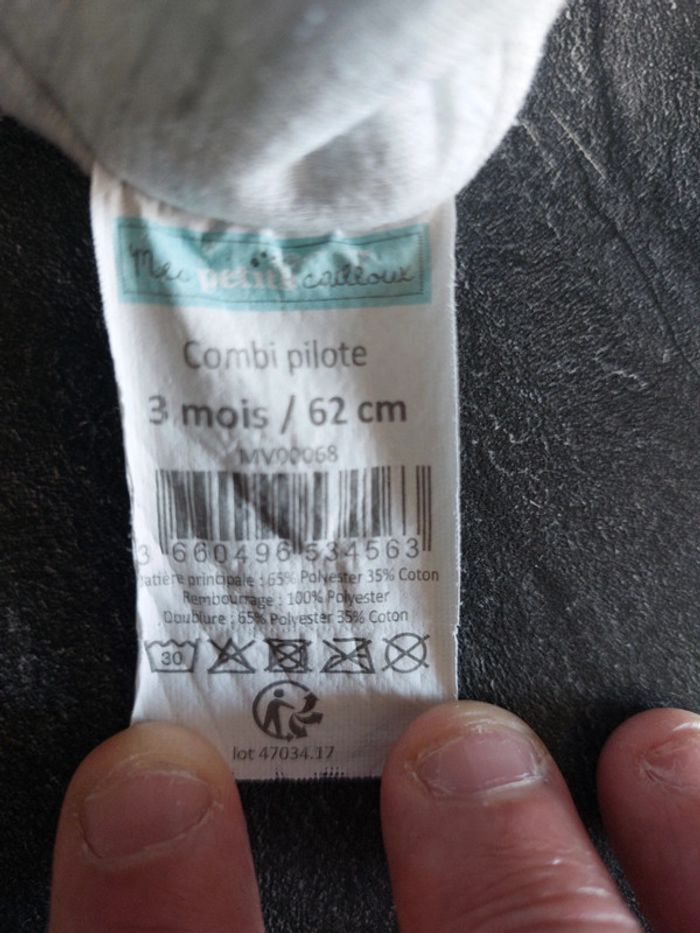 Mes petits cailloux
Combi pilote
3 mois / 62 cm
MV00068
3 660496 534563
Matière principale : 65% Polyester 35% Coton
Rembourrage : 100% Polyester
Doublure : 65% Polyester 35% Coton
30
lot 47034.17